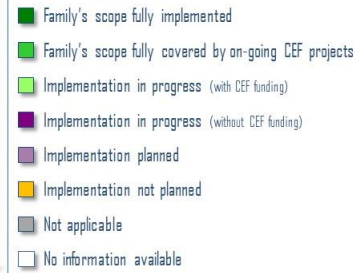 Family's scope fully implemented
Family's scope fully covered by on-going CEF projects
Implementation in progress (with CEF funding)
Implementation in progress (without CEF funding)
Implementation planned
Implementation not planned
Not applicable
No information available